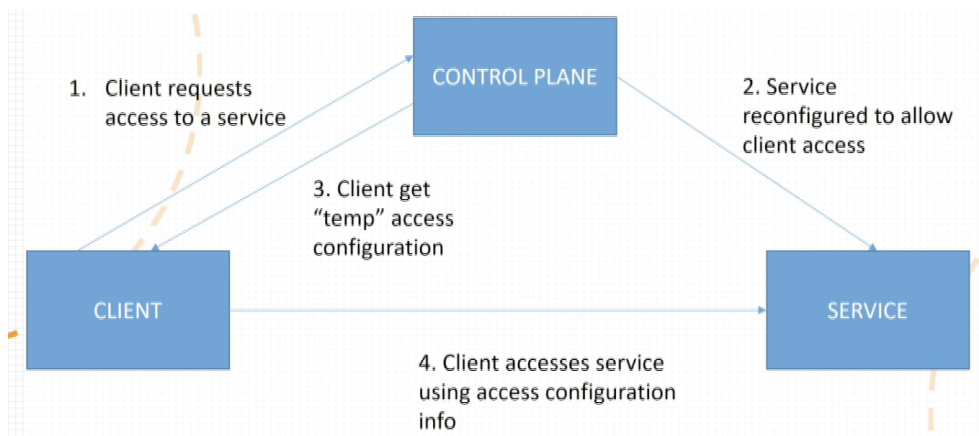 CONTROL PLANE
1. Client requests
access to a service
2. Service
reconfigured to allow
client access
3. Client get
“temp” access
configuration
CLIENT
SERVICE
4. Client accesses service
using access configuration
info